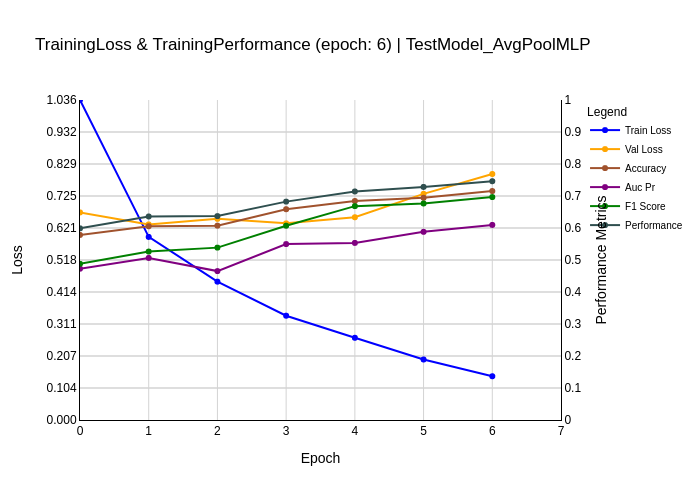 TrainingLoss & TrainingPerformance (epoch: 6) | TestModel_AvgPoolMLP
1.036
0.932
0.829
0.725
0.621
0.518
0.414
0.311
0.207
0.104
0.000
Loss
0
1
2
3
4
5
6
7
Epoch
1
0.9
0.8
0.7
0.6
0.5
0.4
0.3
0.2
0.1
0
Performance Metrics
Legend
Train Loss
Val Loss
Accuracy
Auc Pr
F1 Score
Performance